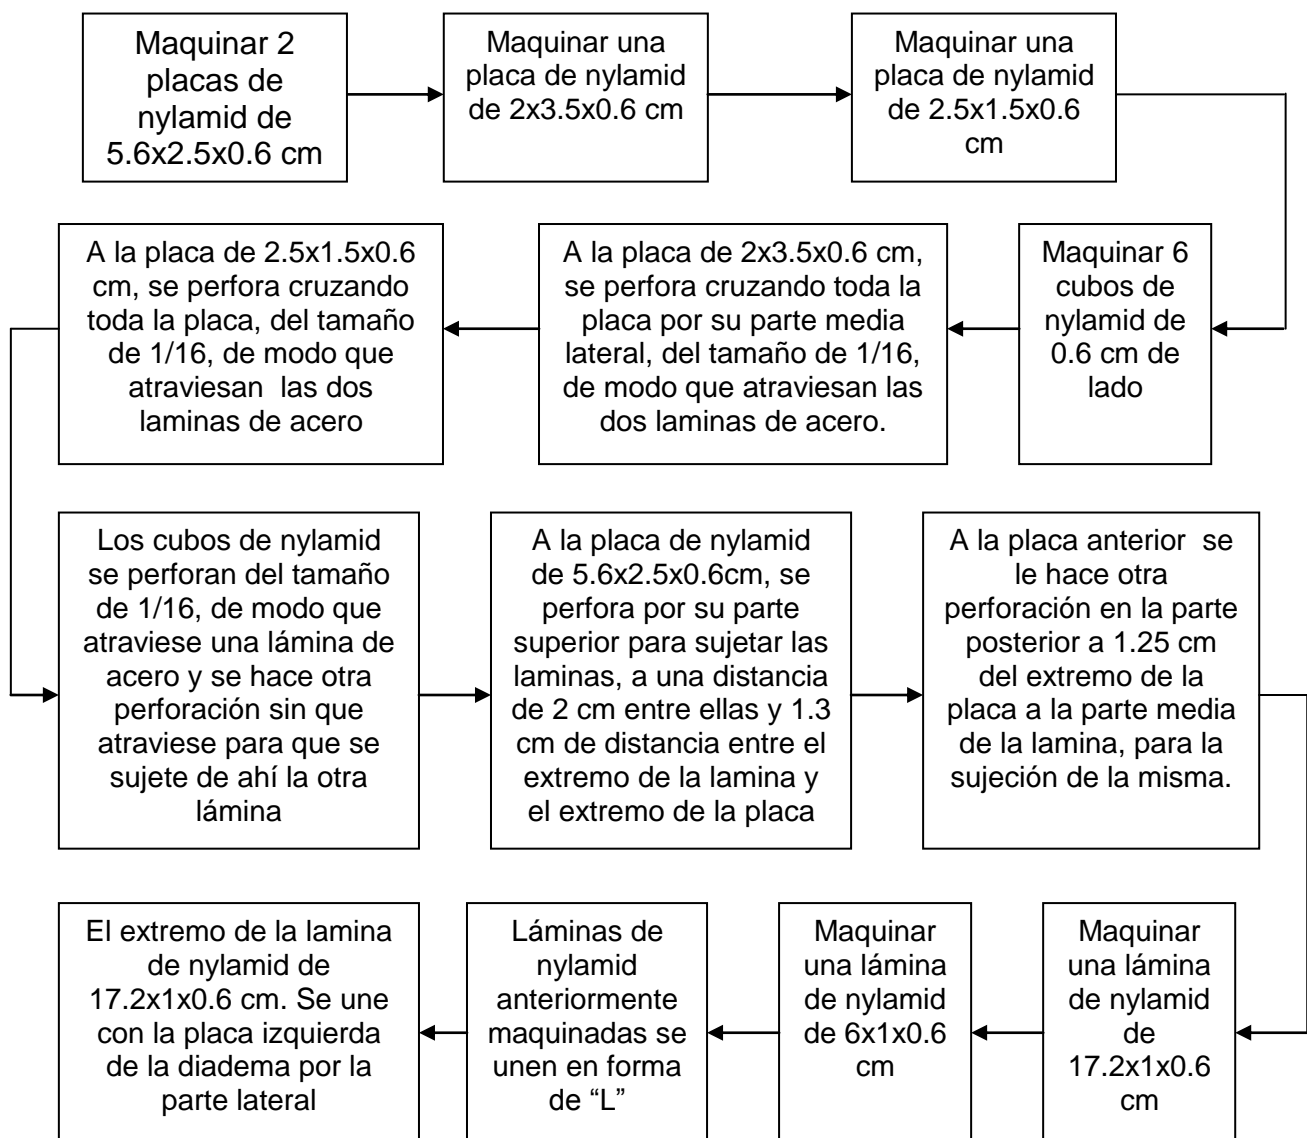 Maquinar 2
placas de
nylamid de
5.6x2.5x0.6 cm
Maquinar una
placa de nylamid
de 2x3.5x0.6 cm
Maquinar una
placa de nylamid
de 2.5x1.5x0.6
cm
Maquinar 6
cubos de
nylamid de
0.6 cm de
lado
A la placa de 2x3.5x0.6 cm,
se perfora cruzando toda la
placa por su parte media
lateral, del tamaño de 1/16,
de modo que atraviesan las
dos laminas de acero.
A la placa de 2.5x1.5x0.6
cm, se perfora cruzando
toda la placa, del tamaño
de 1/16, de modo que
atraviesan  las dos
laminas de acero
Los cubos de nylamid
se perforan del tamaño
de 1/16, de modo que
atraviese una lámina de
acero y se hace otra
perforación sin que
atraviese para que se
sujete de ahí la otra
lámina
A la placa de nylamid
de 5.6x2.5x0.6cm, se
perfora por su parte
superior para sujetar las
laminas, a una distancia
de 2 cm entre ellas y 1.3
cm de distancia entre el
extremo de la lamina y
el extremo de la placa
A la placa anterior  se
le hace otra
perforación en la parte
posterior a 1.25 cm
del extremo de la
placa a la parte media
de la lamina, para la
sujeción de la misma.
Maquinar
una lámina
de nylamid
de
17.2x1x0.6
cm
Maquinar
una lámina
de nylamid
de 6x1x0.6
cm
Láminas de
nylamid
anteriormente
maquinadas se
unen en forma
de “L”
El extremo de la lamina
de nylamid de
17.2x1x0.6 cm. Se une
con la placa izquierda
de la diadema por la
parte lateral